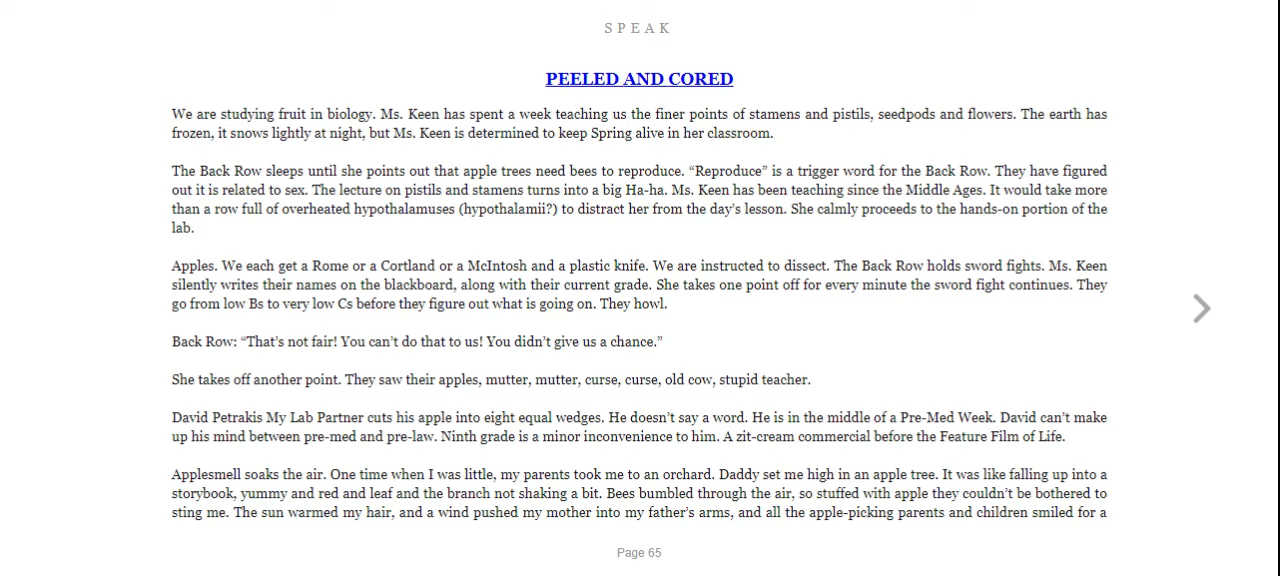 SPEAK
PEELED AND CORED
We are studying fruit in biology. Ms. Keen has spent a week teaching us the finer points of stamens and pistils, seedpods and flowers. The earth has
frozen, it snows lightly at night, but Ms. Keen is determined to keep Spring alive in her classroom.
The Back Row sleeps until she points out that apple trees need bees to reproduce. “Reproduce” is a trigger word for the Back Row. They have figured
out it is related to sex. The lecture on pistils and stamens turns into a big Ha-ha. Ms. Keen has been teaching since the Middle Ages. It would take more
than a row full of overheated hypothalamuses (hypothalamii?) to distract her from the day’s lesson. She calmly proceeds to the hands-on portion of the
lab.
Apples. We each get a Rome or a Cortland or a McIntosh and a plastic knife. We are instructed to dissect. The Back Row holds sword fights. Ms. Keen
silently writes their names on the blackboard, along with their current grade. She takes one point off for every minute the sword fight continues. They
go from low Bs to very low Cs before they figure out what is going on. They howl.
Back Row: “That’s not fair! You can’t do that to us! You didn’t give us a chance.”
She takes off another point. They saw their apples, mutter, mutter, curse, curse, old cow, stupid teacher.
David Petrakis My Lab Partner cuts his apple into eight equal wedges. He doesn’t say a word. He is in the middle of a Pre-Med Week. David can’t make
up his mind between pre-med and pre-law. Ninth grade is a minor inconvenience to him. A zit-cream commercial before the Feature Film of Life.
Applesmell soaks the air. One time when I was little, my parents took me to an orchard. Daddy set me high in an apple tree. It was like falling up into a
storybook, yummy and red and leaf and the branch not shaking a bit. Bees bumbled through the air, so stuffed with apple they couldn’t be bothered to
sting me. The sun warmed my hair, and a wind pushed my mother into my father’s arms, and all the apple-picking parents and children smiled for a
Page 65